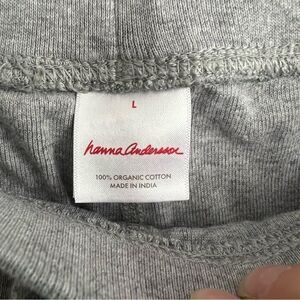 L
hanna andersson
100% ORGANIC COTTON
MADE IN INDIA